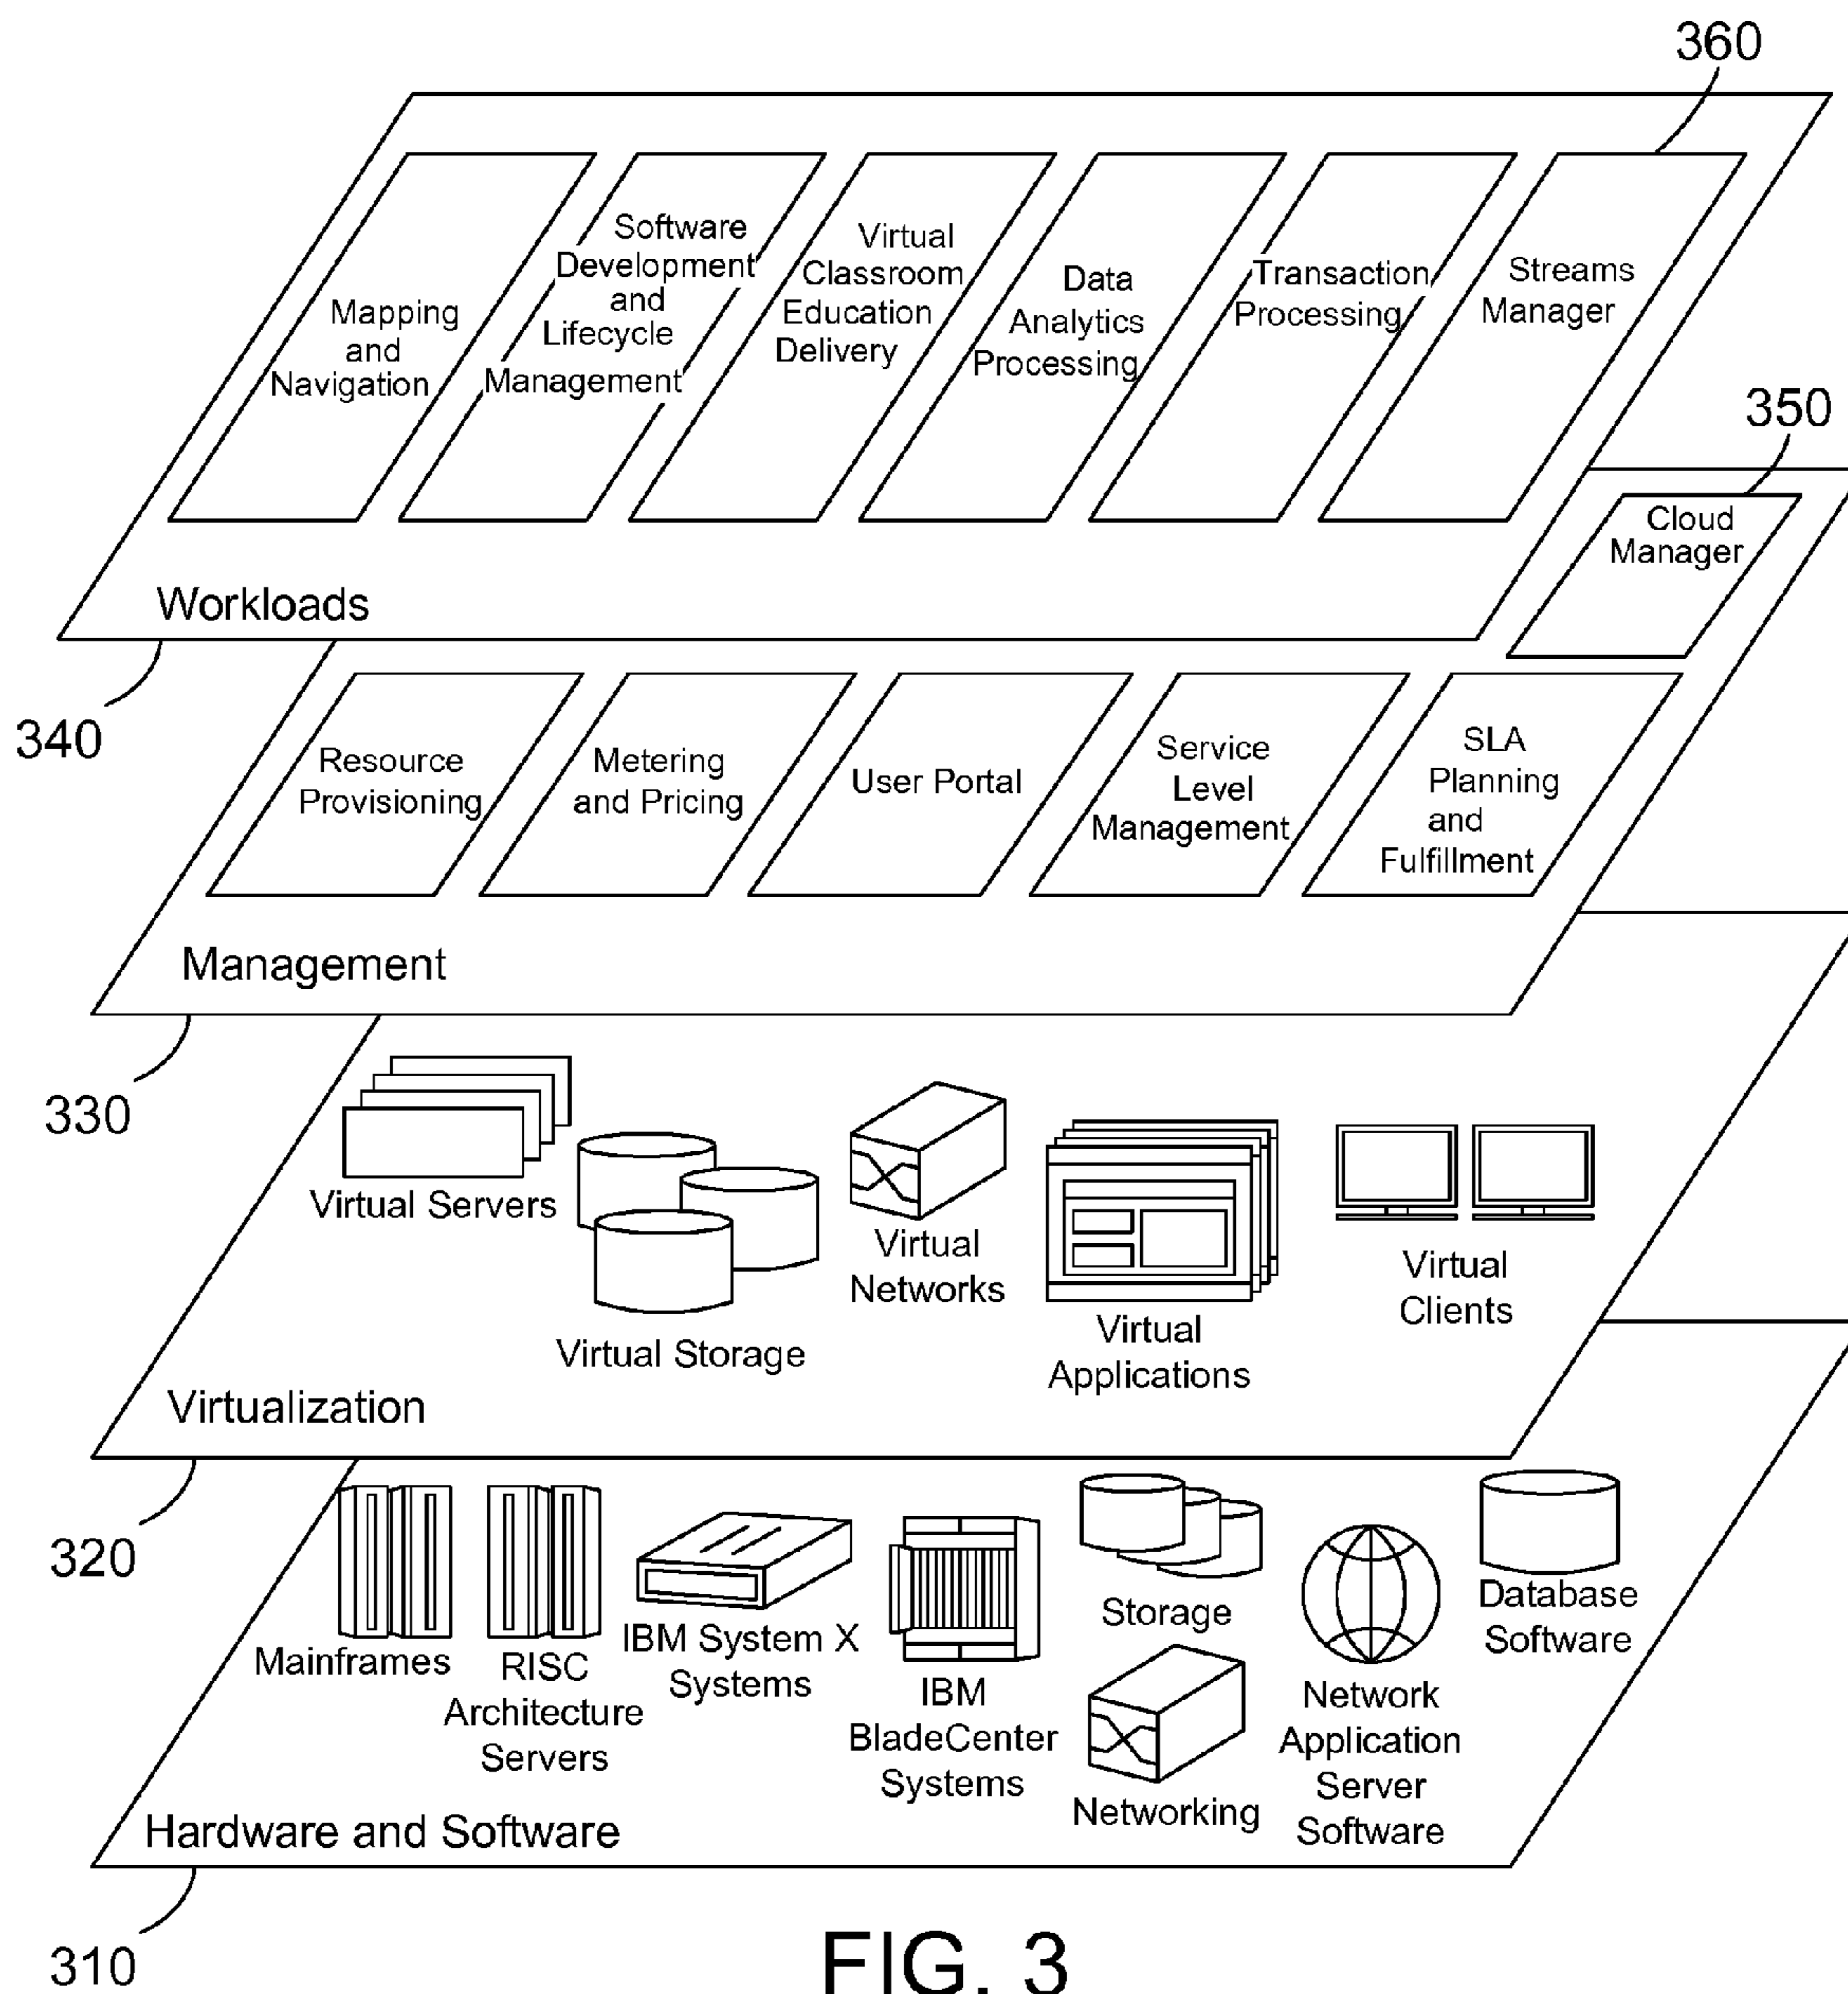 360
Mapping
and
Navigation
Software
Development
and
Lifecycle
Management
Virtual
Classroom
Education
Delivery
Data
Analytics
Processing
Transaction
Processing
Streams
Manager
350
Cloud
Manager
Workloads
340
Resource
Provisioning
Metering
and Pricing
User Portal
Service
Level
Management
SLA
Planning
and
Fulfillment
Management
330
Virtual Servers
Virtual Storage
Virtual
Networks
Virtual
Applications
Virtual
Clients
Virtualization
320
Mainframes
RISC
Architecture
Servers
IBM System X
Systems
IBM
BladeCenter
Systems
Storage
Networking
Network
Application
Server
Software
Database
Software
Hardware and Software
310
FIG. 3